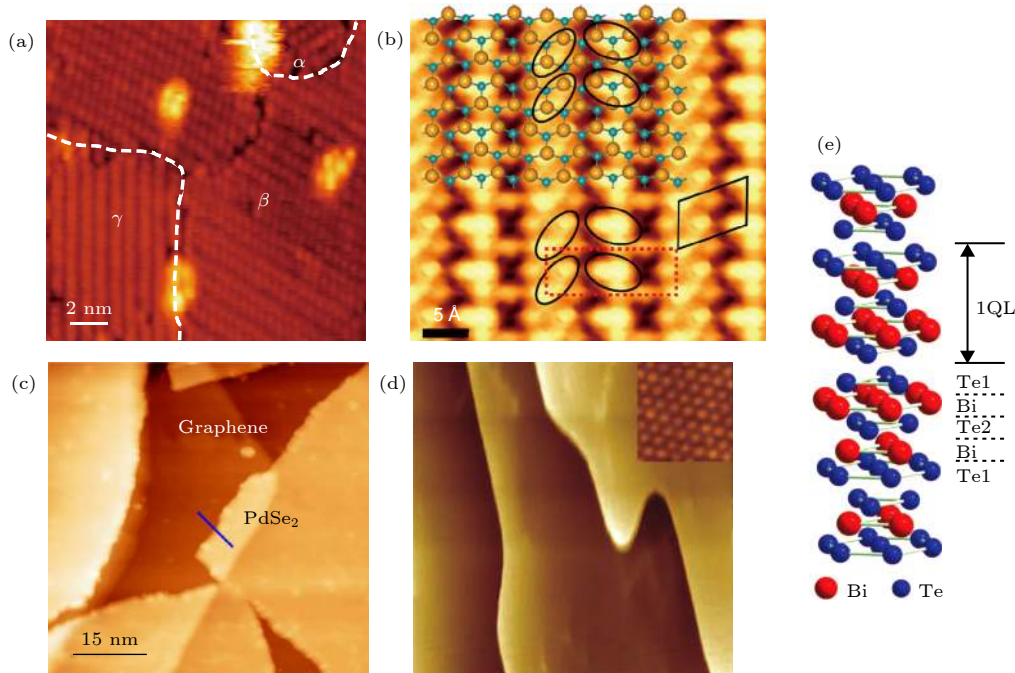 (a)
α
β
γ
2 nm
(b)
5 Å
(c)
Graphene
PdSe₂
15 nm
(d)
(e)
1QL
Te1
Bi
Te2
Bi
Te1
Bi
Te